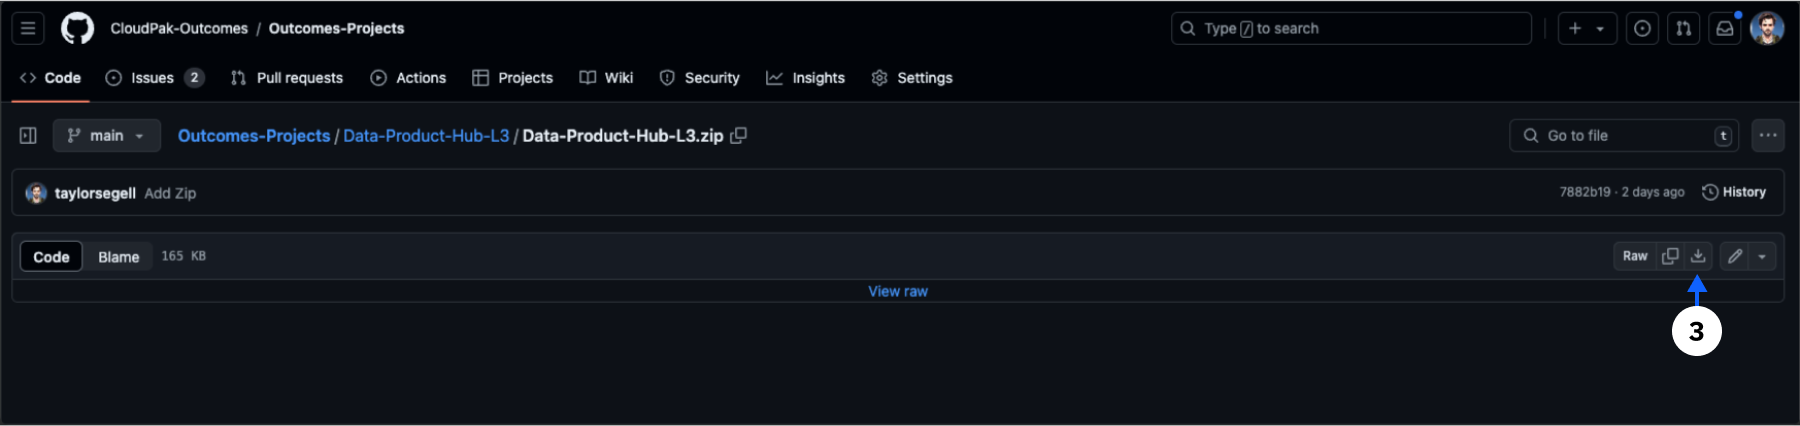 CloudPak-Outcomes / Outcomes-Projects Type / to search
Code Issues 2 Pull requests Actions Projects Wiki Security Insights Settings
main Outcomes-Projects / Data-Product-Hub-L3 / Data-Product-Hub-L3.zip Go to file t
taylorsegell Add Zip 7882b19 · 2 days ago History
Code Blame 165 KB Raw
View raw
3